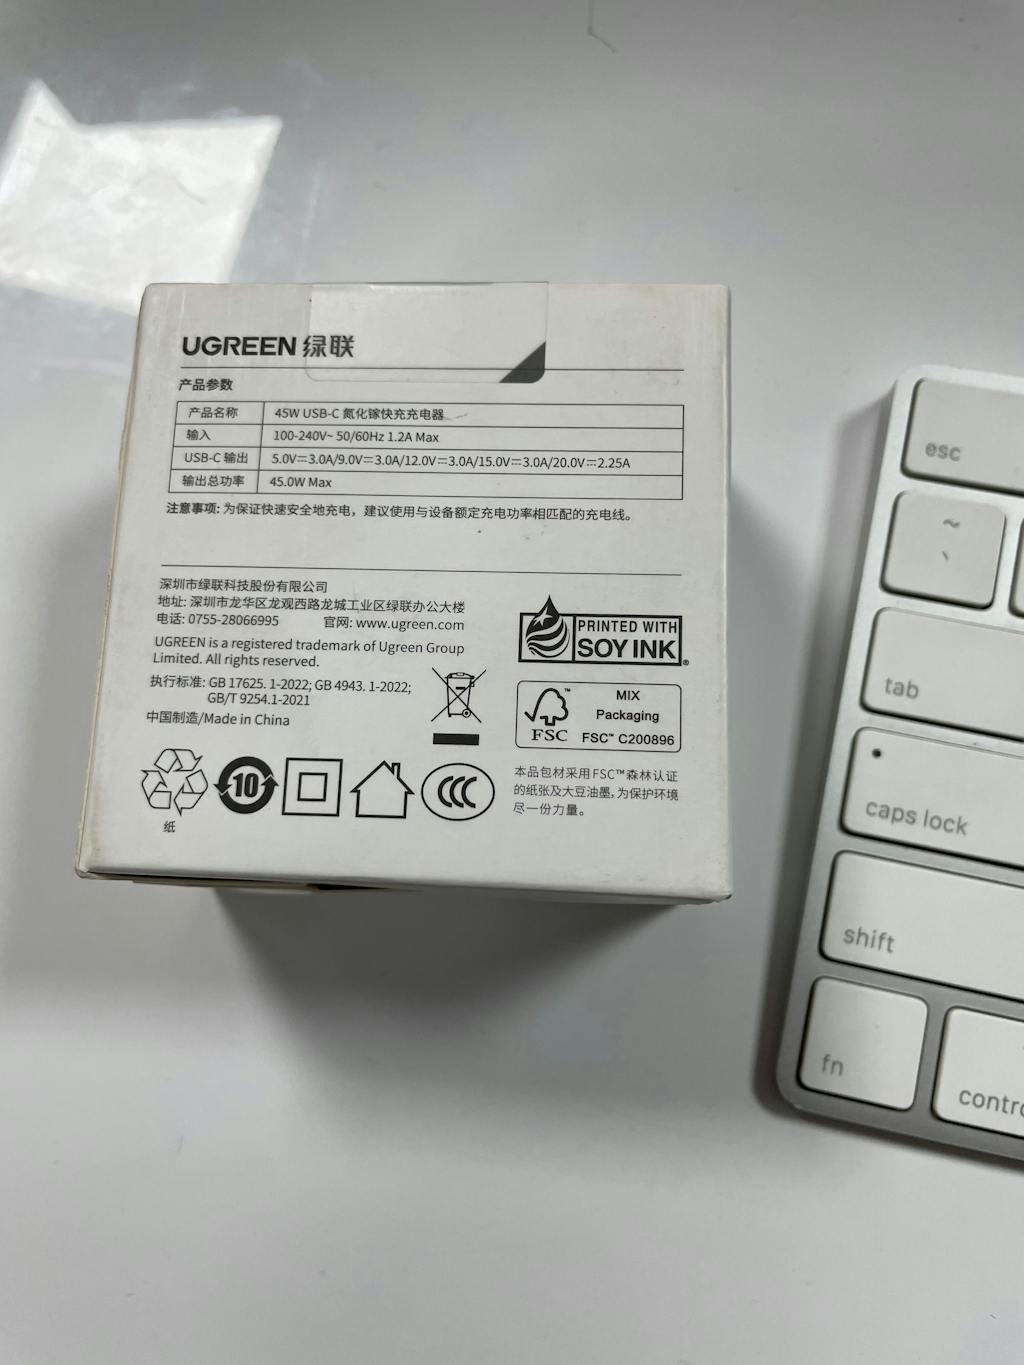 UGREEN 绿联
产品参数
产品名称 45W USB-C 氮化镓快充充电器
输入 100-240V~ 50/60Hz 1.2A Max
USB-C 输出 5.0V⎓3.0A/9.0V⎓3.0A/12.0V⎓3.0A/15.0V⎓3.0A/20.0V⎓2.25A
输出总功率 45.0W Max
注意事项: 为保证快速安全地充电，建议使用与设备额定充电功率相匹配的充电线。
深圳市绿联科技股份有限公司
地址: 深圳市龙华区龙观西路龙城工业区绿联办公大楼
电话: 0755-28066995 官网: www.ugreen.com
UGREEN is a registered trademark of Ugreen Group
Limited. All rights reserved.
执行标准: GB 17625. 1-2022; GB 4943. 1-2022;
GB/T 9254.1-2021
中国制造/Made in China
PRINTED WITH
SOY INK®
FSC™
MIX
Packaging
FSC™ C200896
纸
10
CCC
本品包材采用FSC™森林认证
的纸张及大豆油墨, 为保护环境
尽一份力量。
esc
~
、
tab
caps lock
shift
fn
contro